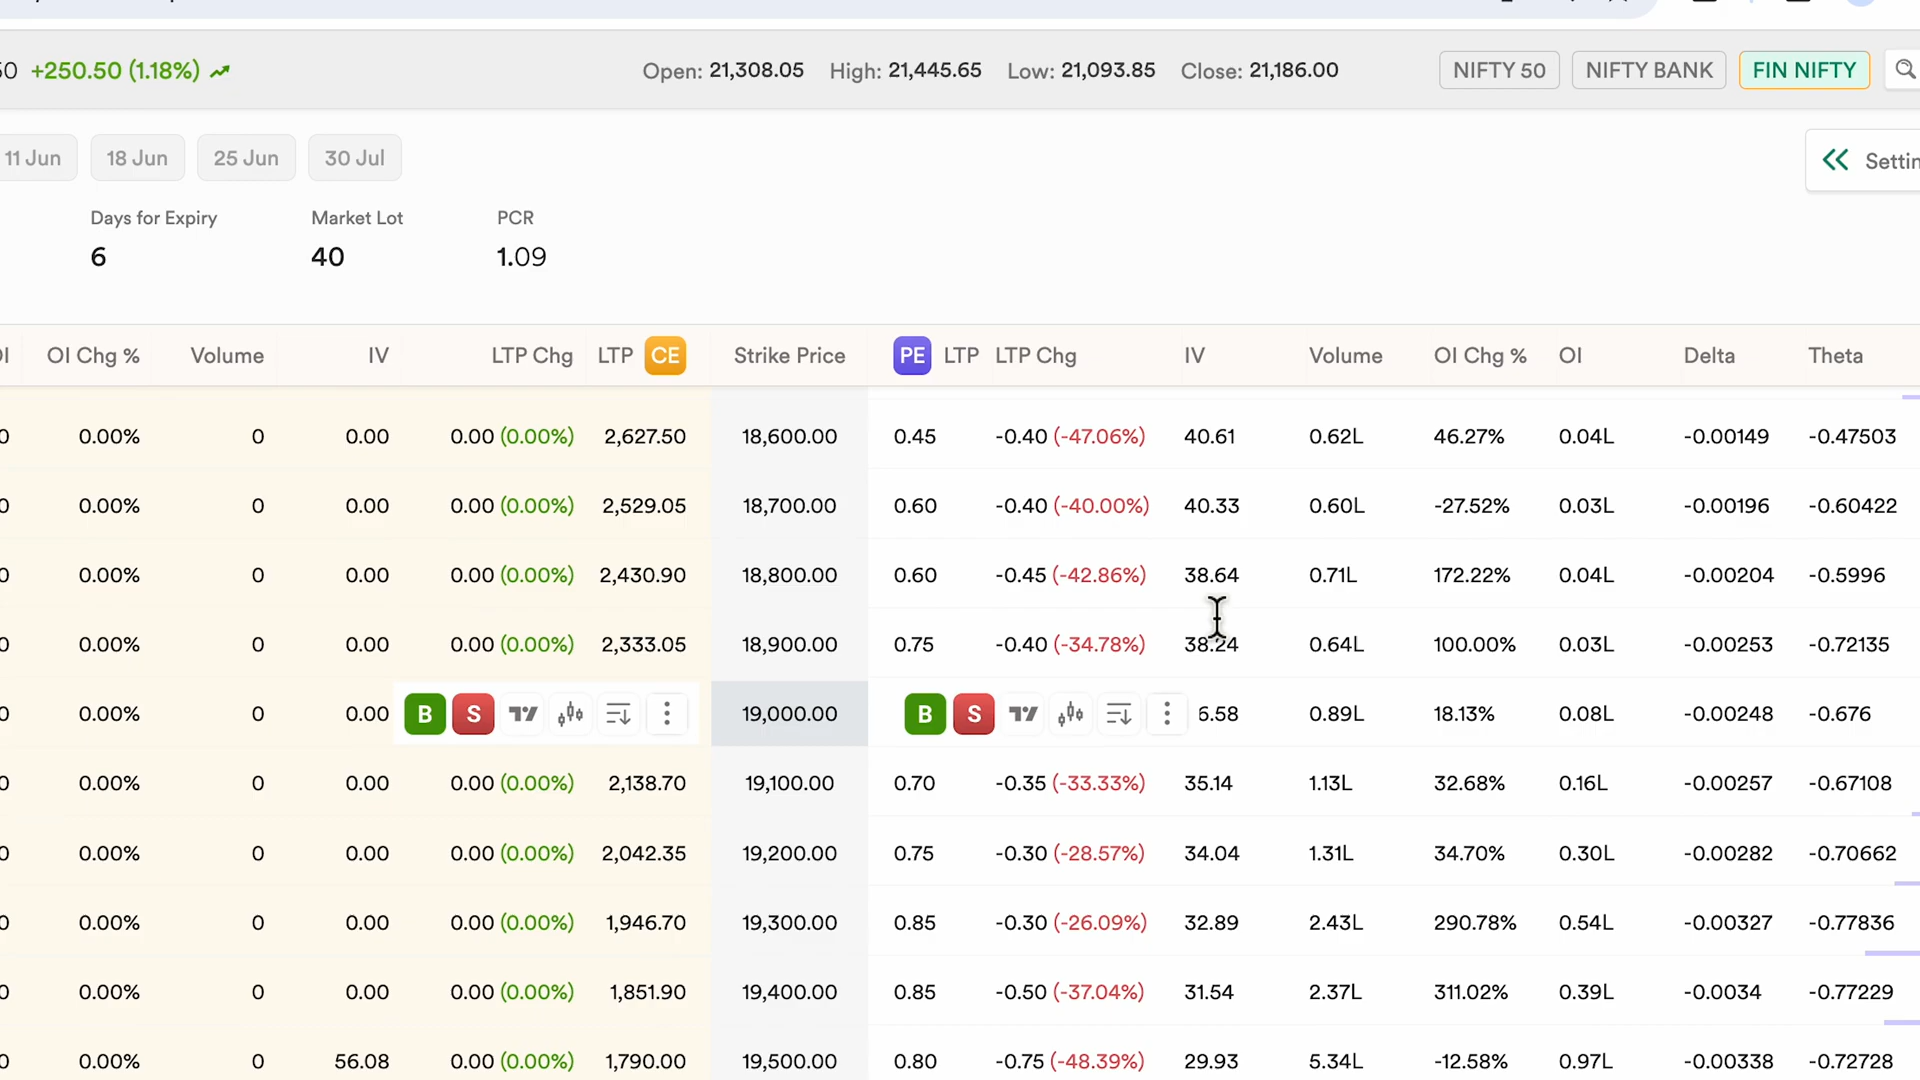 +250.50 (1.18%) Open: 21,308.05 High: 21,445.65 Low: 21,093.85 Close: 21,186.00 NIFTY 50 NIFTY BANK FIN NIFTY
11 Jun 18 Jun 25 Jun 30 Jul
Days for Expiry Market Lot PCR
6 40 1.09
OI Chg % Volume IV LTP Chg LTP CE Strike Price PE LTP LTP Chg IV Volume OI Chg % OI Delta Theta
0.00% 0 0.00 0.00 (0.00%) 2,627.50 18,600.00 0.45 -0.40 (-47.06%) 40.61 0.62L 46.27% 0.04L -0.00149 -0.47503
0.00% 0 0.00 0.00 (0.00%) 2,529.05 18,700.00 0.60 -0.40 (-40.00%) 40.33 0.60L -27.52% 0.03L -0.00196 -0.60422
0.00% 0 0.00 0.00 (0.00%) 2,430.90 18,800.00 0.60 -0.45 (-42.86%) 38.64 0.71L 172.22% 0.04L -0.00204 -0.5996
0.00% 0 0.00 0.00 (0.00%) 2,333.05 18,900.00 0.75 -0.40 (-34.78%) 38.24 0.64L 100.00% 0.03L -0.00253 -0.72135
0.00% 0 0.00 B S 19,000.00 B S 6.58 0.89L 18.13% 0.08L -0.00248 -0.676
0.00% 0 0.00 0.00 (0.00%) 2,138.70 19,100.00 0.70 -0.35 (-33.33%) 35.14 1.13L 32.68% 0.16L -0.00257 -0.67108
0.00% 0 0.00 0.00 (0.00%) 2,042.35 19,200.00 0.75 -0.30 (-28.57%) 34.04 1.31L 34.70% 0.30L -0.00282 -0.70662
0.00% 0 0.00 0.00 (0.00%) 1,946.70 19,300.00 0.85 -0.30 (-26.09%) 32.89 2.43L 290.78% 0.54L -0.00327 -0.77836
0.00% 0 0.00 0.00 (0.00%) 1,851.90 19,400.00 0.85 -0.50 (-37.04%) 31.54 2.37L 311.02% 0.39L -0.0034 -0.77229
0.00% 0 56.08 0.00 (0.00%) 1,790.00 19,500.00 0.80 -0.75 (-48.39%) 29.93 5.34L -12.58% 0.97L -0.00338 -0.72728